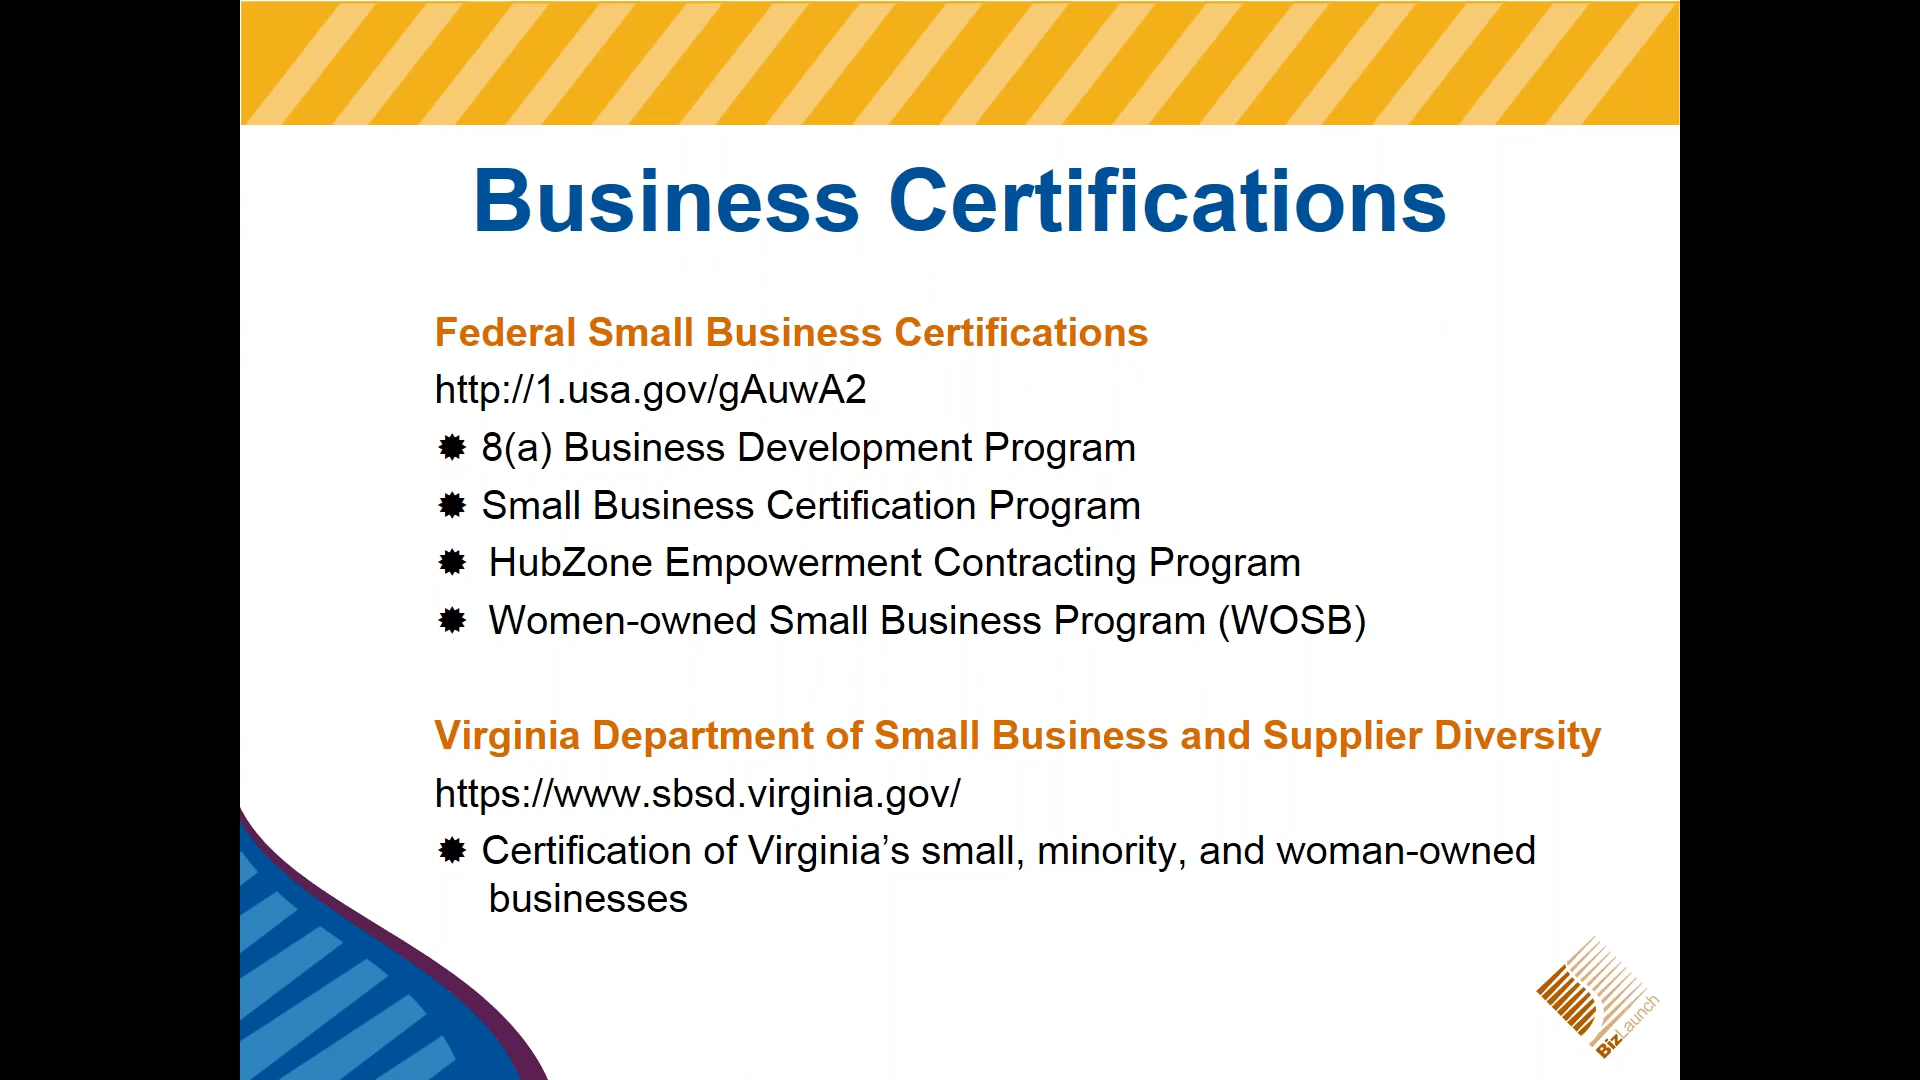 Business Certifications
Federal Small Business Certifications
http://1.usa.gov/gAuwA2
8(a) Business Development Program
Small Business Certification Program
HubZone Empowerment Contracting Program
Women-owned Small Business Program (WOSB)
Virginia Department of Small Business and Supplier Diversity
https://www.sbsd.virginia.gov/
Certification of Virginia’s small, minority, and woman-owned
businesses
BizLaunch